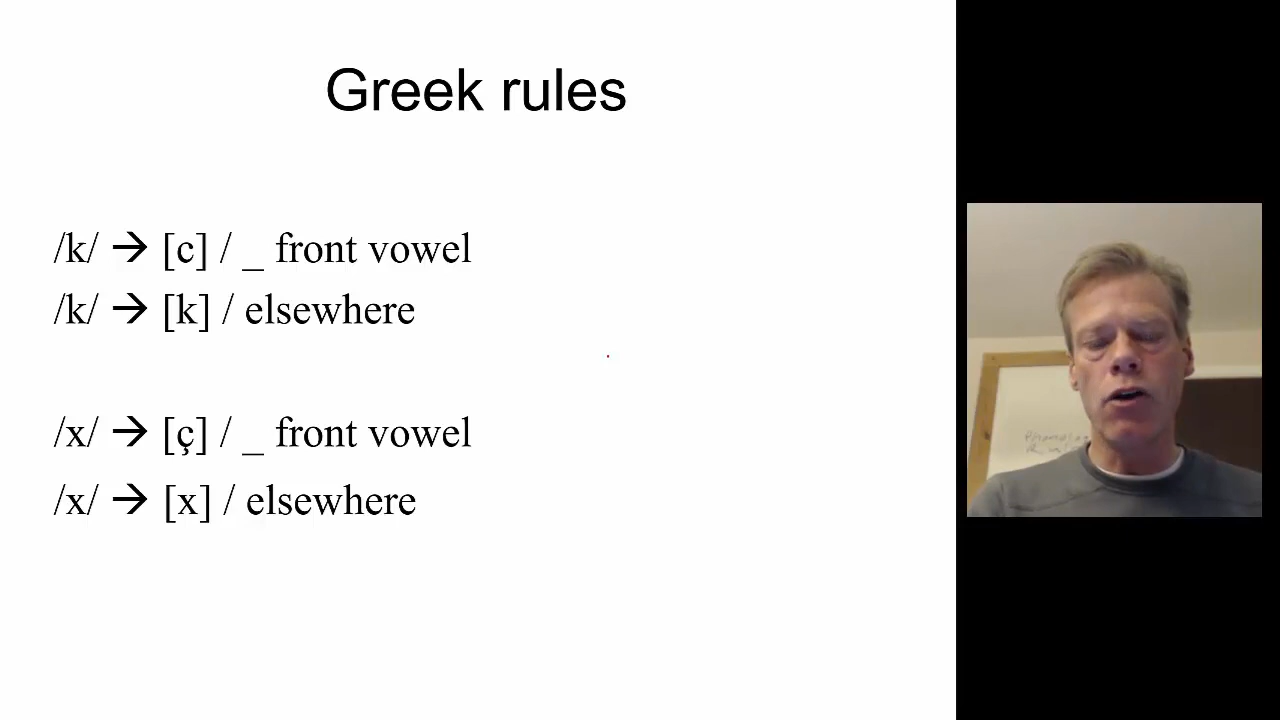 Greek rules
/k/ → [c] / _ front vowel
/k/ → [k] / elsewhere
/x/ → [ç] / _ front vowel
/x/ → [x] / elsewhere